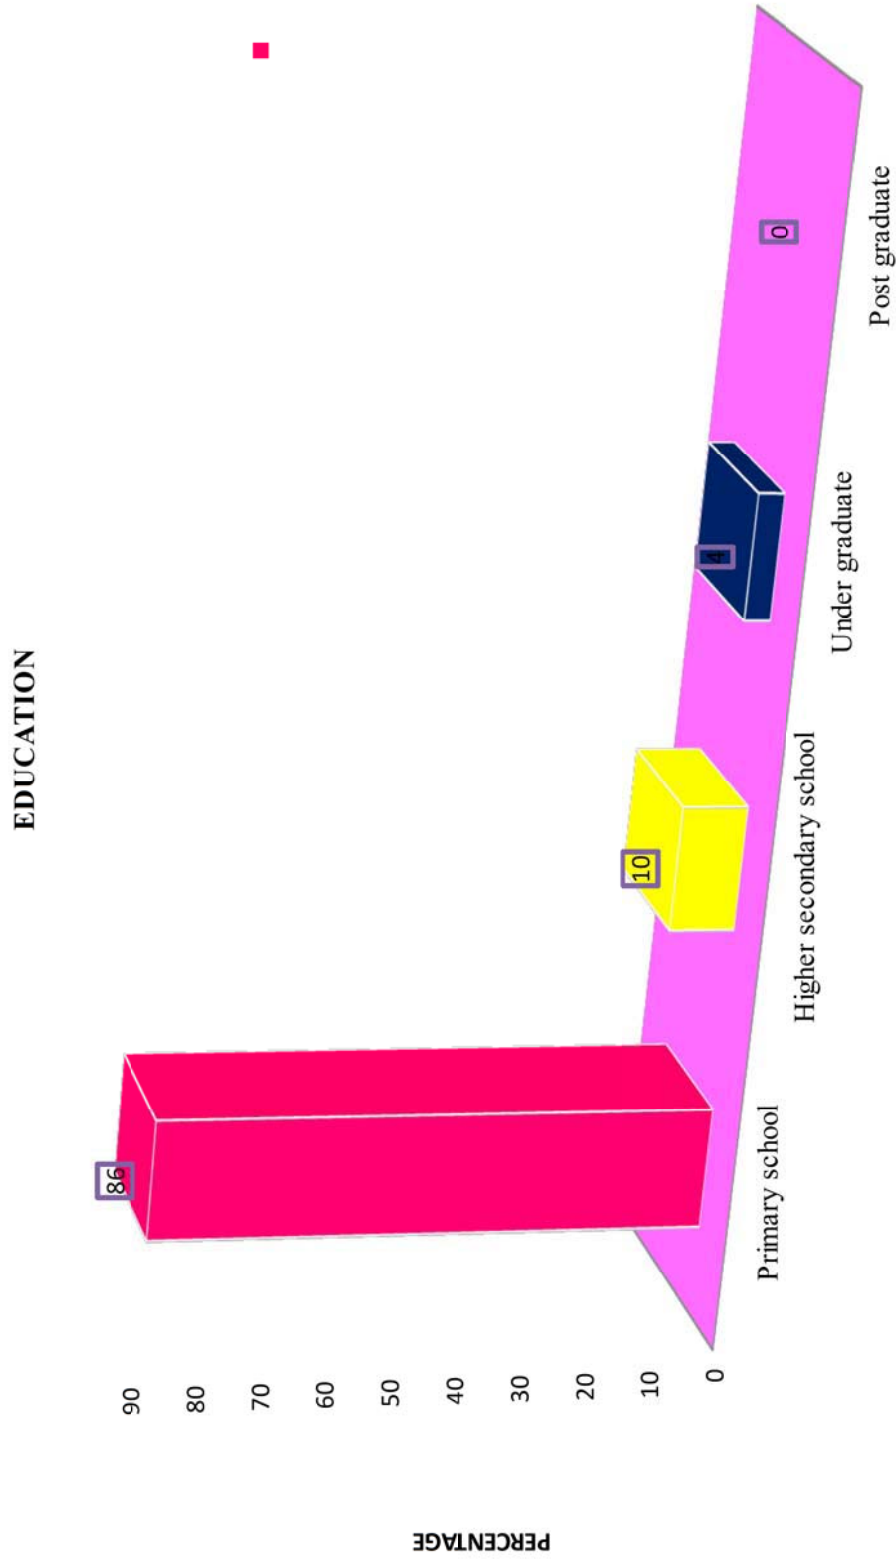 EDUCATION
PERCENTAGE
90
80
70
60
50
40
30
20
10
0
86
10
4
0
Primary school
Higher secondary school
Under graduate
Post graduate